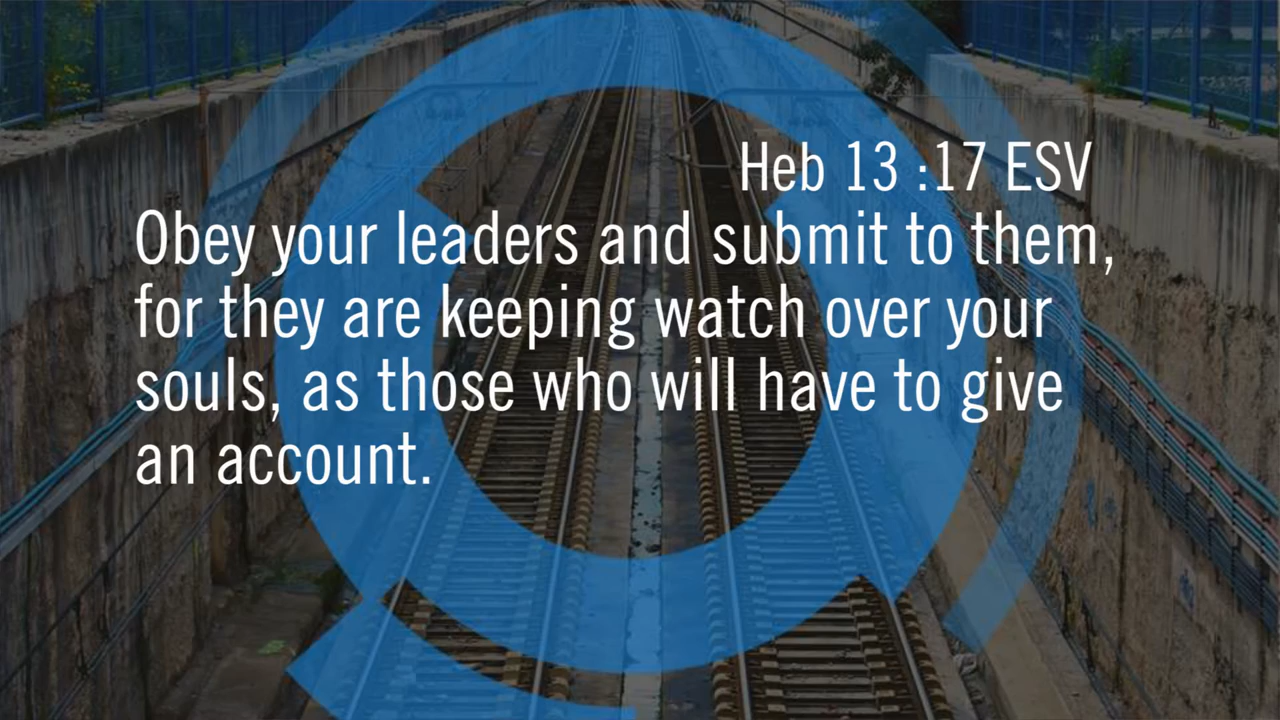 Heb 13 :17 ESV
Obey your leaders and submit to them,
for they are keeping watch over your
souls, as those who will have to give
an account.